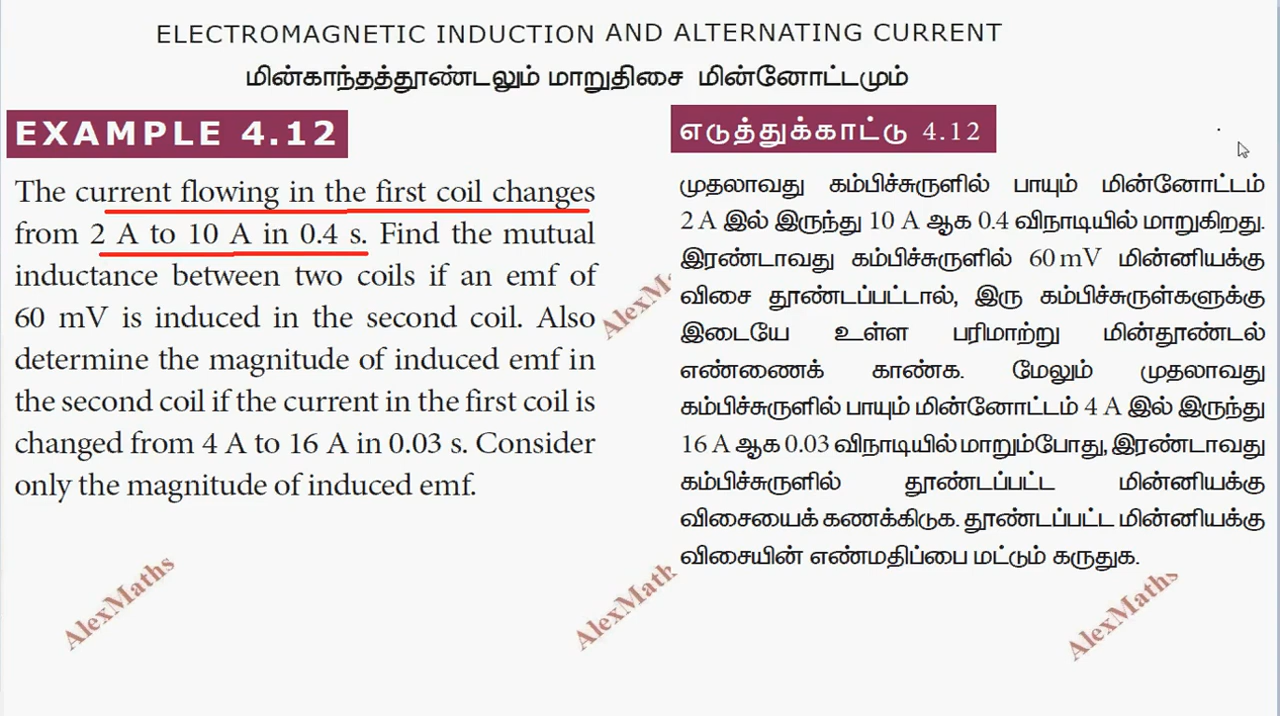 ELECTROMAGNETIC INDUCTION AND ALTERNATING CURRENT
மின்காந்தத்தூண்டலும் மாறுதிசை மின்னோட்டமும்
EXAMPLE 4.12
The current flowing in the first coil changes
from 2 A to 10 A in 0.4 s. Find the mutual
inductance between two coils if an emf of
60 mV is induced in the second coil. Also
determine the magnitude of induced emf in
the second coil if the current in the first coil is
changed from 4 A to 16 A in 0.03 s. Consider
only the magnitude of induced emf.
எடுத்துக்காட்டு 4.12
முதலாவது கம்பிச்சுருளில் பாயும் மின்னோட்டம்
2 A இல் இருந்து 10 A ஆக 0.4 விநாடியில் மாறுகிறது.
இரண்டாவது கம்பிச்சுருளில் 60 mV மின்னியக்கு
விசை தூண்டப்பட்டால், இரு கம்பிச்சுருள்களுக்கு
இடையே உள்ள பரிமாற்று மின்தூண்டல்
எண்ணைக் காண்க. மேலும் முதலாவது
கம்பிச்சுருளில் பாயும் மின்னோட்டம் 4 A இல் இருந்து
16 A ஆக 0.03 விநாடியில் மாறும்போது, இரண்டாவது
கம்பிச்சுருளில் தூண்டப்பட்ட மின்னியக்கு
விசையைக் கணக்கிடுக. தூண்டப்பட்ட மின்னியக்கு
விசையின் எண்மதிப்பை மட்டும் கருதுக.
AlexMa
AlexMaths
AlexMath
AlexMaths